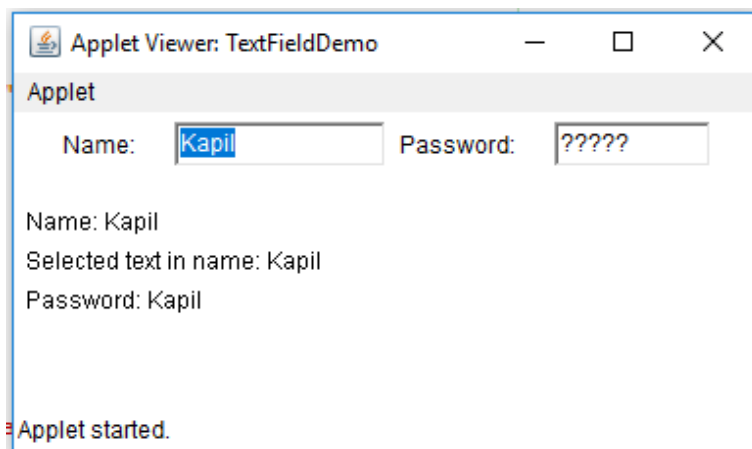 Applet Viewer: TextFieldDemo
Applet
Name: Kapil Password: ?????
Name: Kapil
Selected text in name: Kapil
Password: Kapil
Applet started.